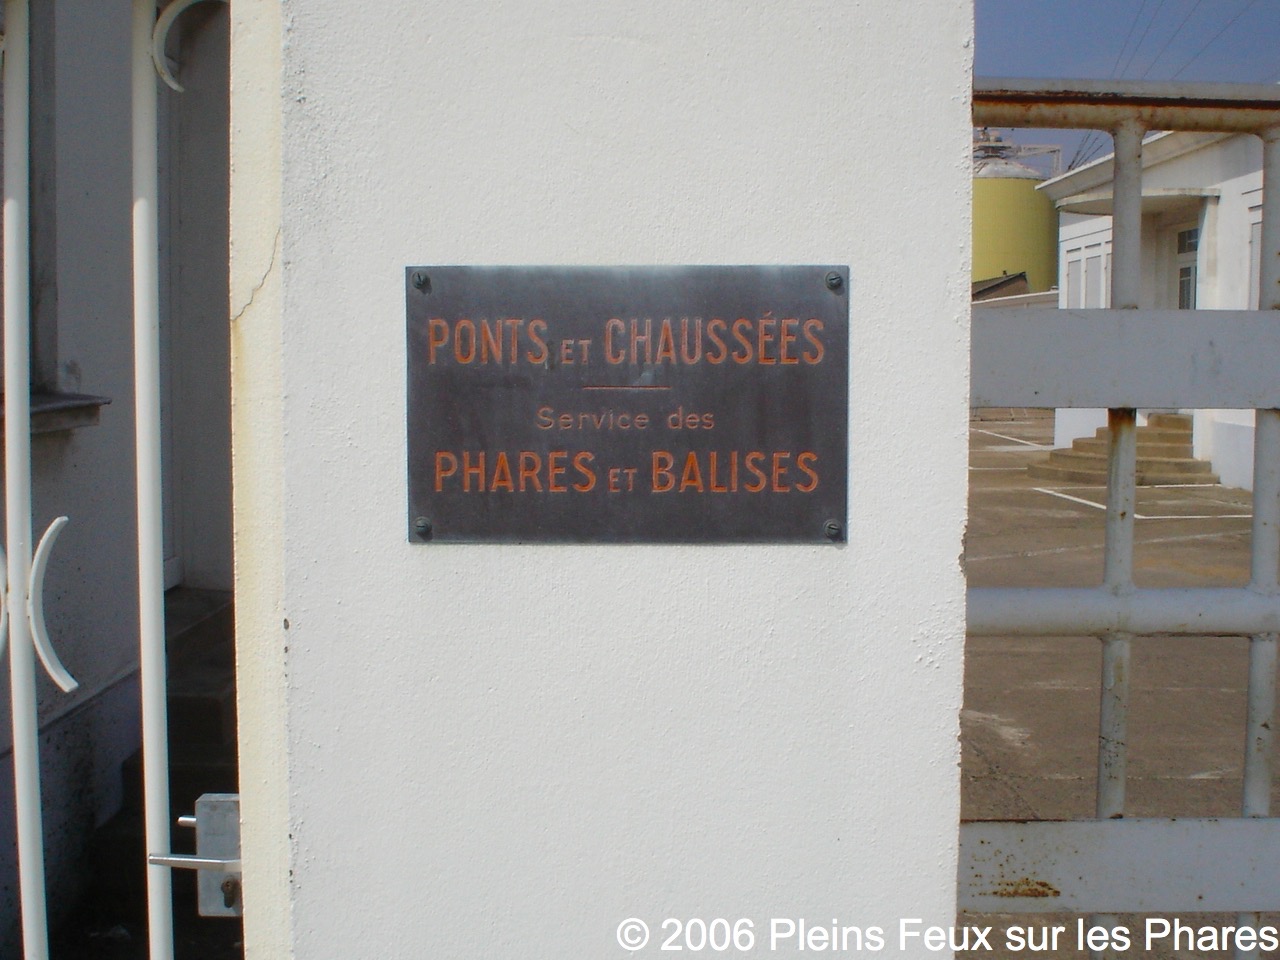 PONTS ET CHAUSSÉES
Service des
PHARES ET BALISES
© 2006 Pleins Feux sur les Phares